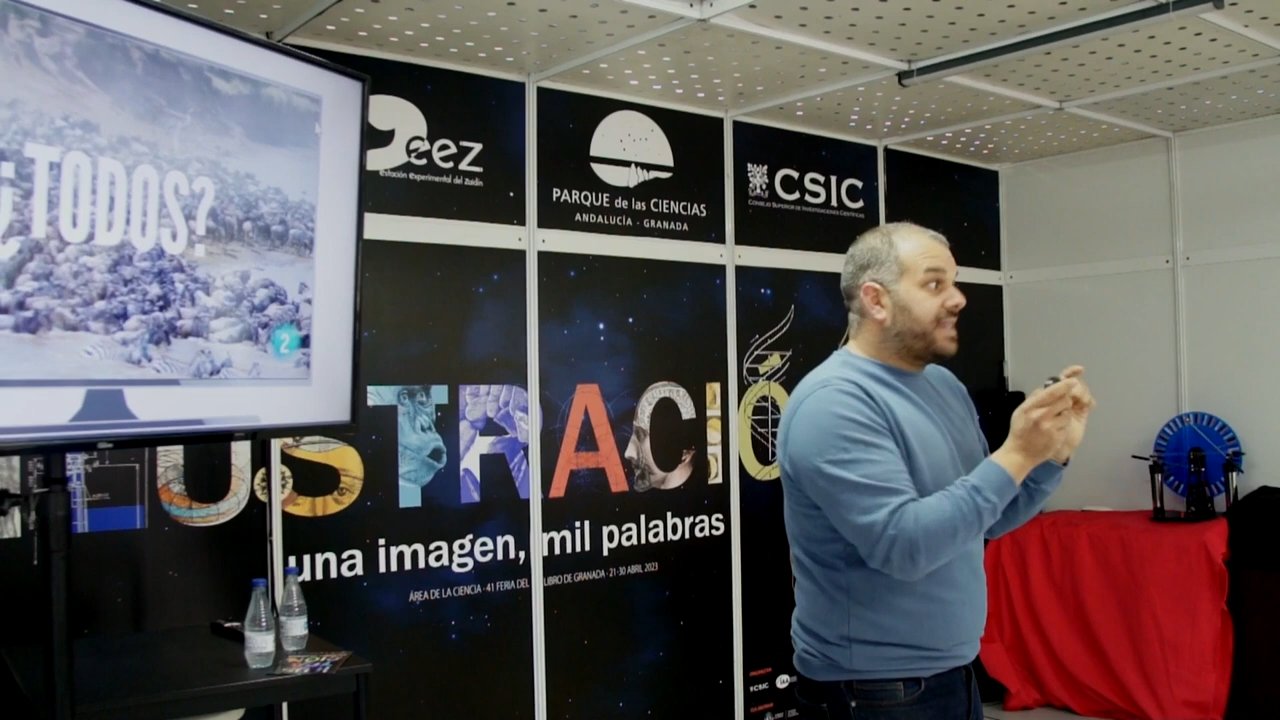 ¿TODOS?
2
eez
estación experimental del zaidín
PARQUE de las CIENCIAS
ANDALUCÍA - GRANADA
CSIC
CONSEJO SUPERIOR DE INVESTIGACIONES CIENTÍFICAS
LUSTRACIÓ
una imagen, mil palabras
ÁREA DE LA CIENCIA - 41 FERIA DEL LIBRO DE GRANADA - 21-30 ABRIL 2023
CSIC